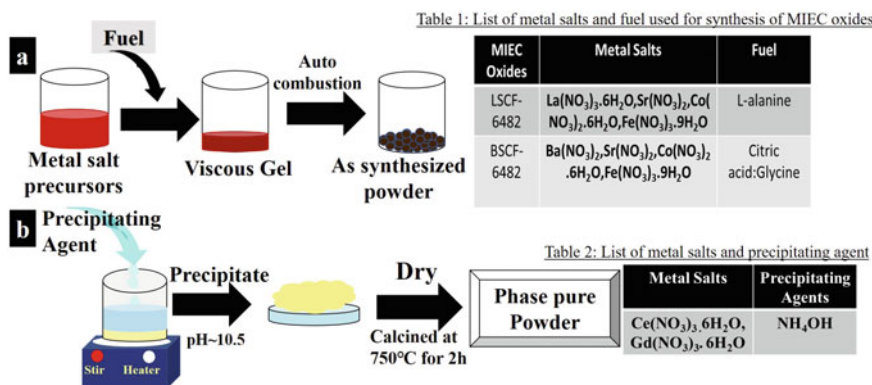 Table 1: List of metal salts and fuel used for synthesis of MIEC oxides
a
Fuel
Metal salt
precursors
Viscous Gel
Auto
combustion
As synthesized
powder
MIEC
Oxides
Metal Salts
Fuel
LSCF-
6482
La(NO₃)₃.6H₂O,Sr(NO₃)₂,Co(
NO₃)₂.6H₂O,Fe(NO₃)₃.9H₂O
L-alanine
BSCF-
6482
Ba(NO₃)₂,Sr(NO₃)₂,Co(NO₃)₂
.6H₂O,Fe(NO₃)₃.9H₂O
Citric
acid:Glycine
b
Precipitating
Agent
Stir
Heater
Precipitate
pH~10.5
Dry
Calcined at
750°C for 2h
Phase pure
Powder
Table 2: List of metal salts and precipitating agent
Metal Salts
Precipitating
Agents
Ce(NO₃)₃.6H₂O,
Gd(NO₃)₃.6H₂O
NH₄OH